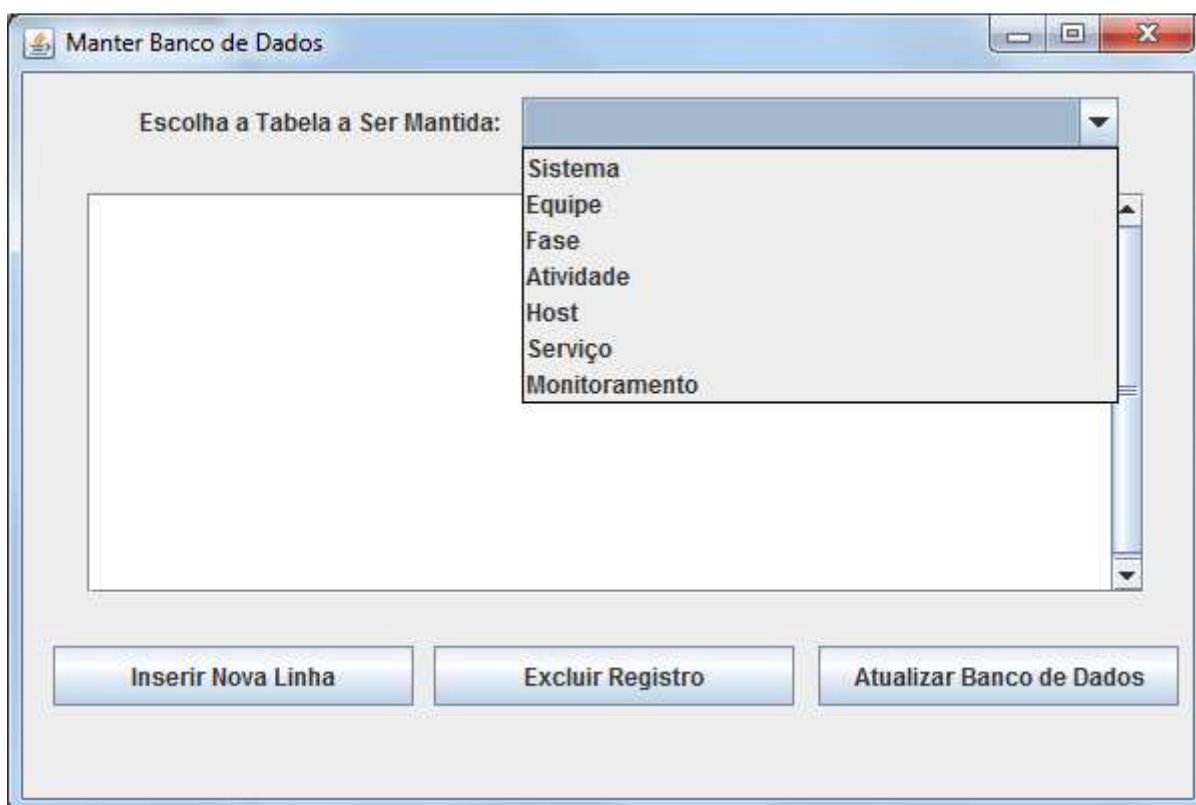 Manter Banco de Dados
Escolha a Tabela a Ser Mantida:
Sistema
Equipe
Fase
Atividade
Host
Serviço
Monitoramento
Inserir Nova Linha
Excluir Registro
Atualizar Banco de Dados